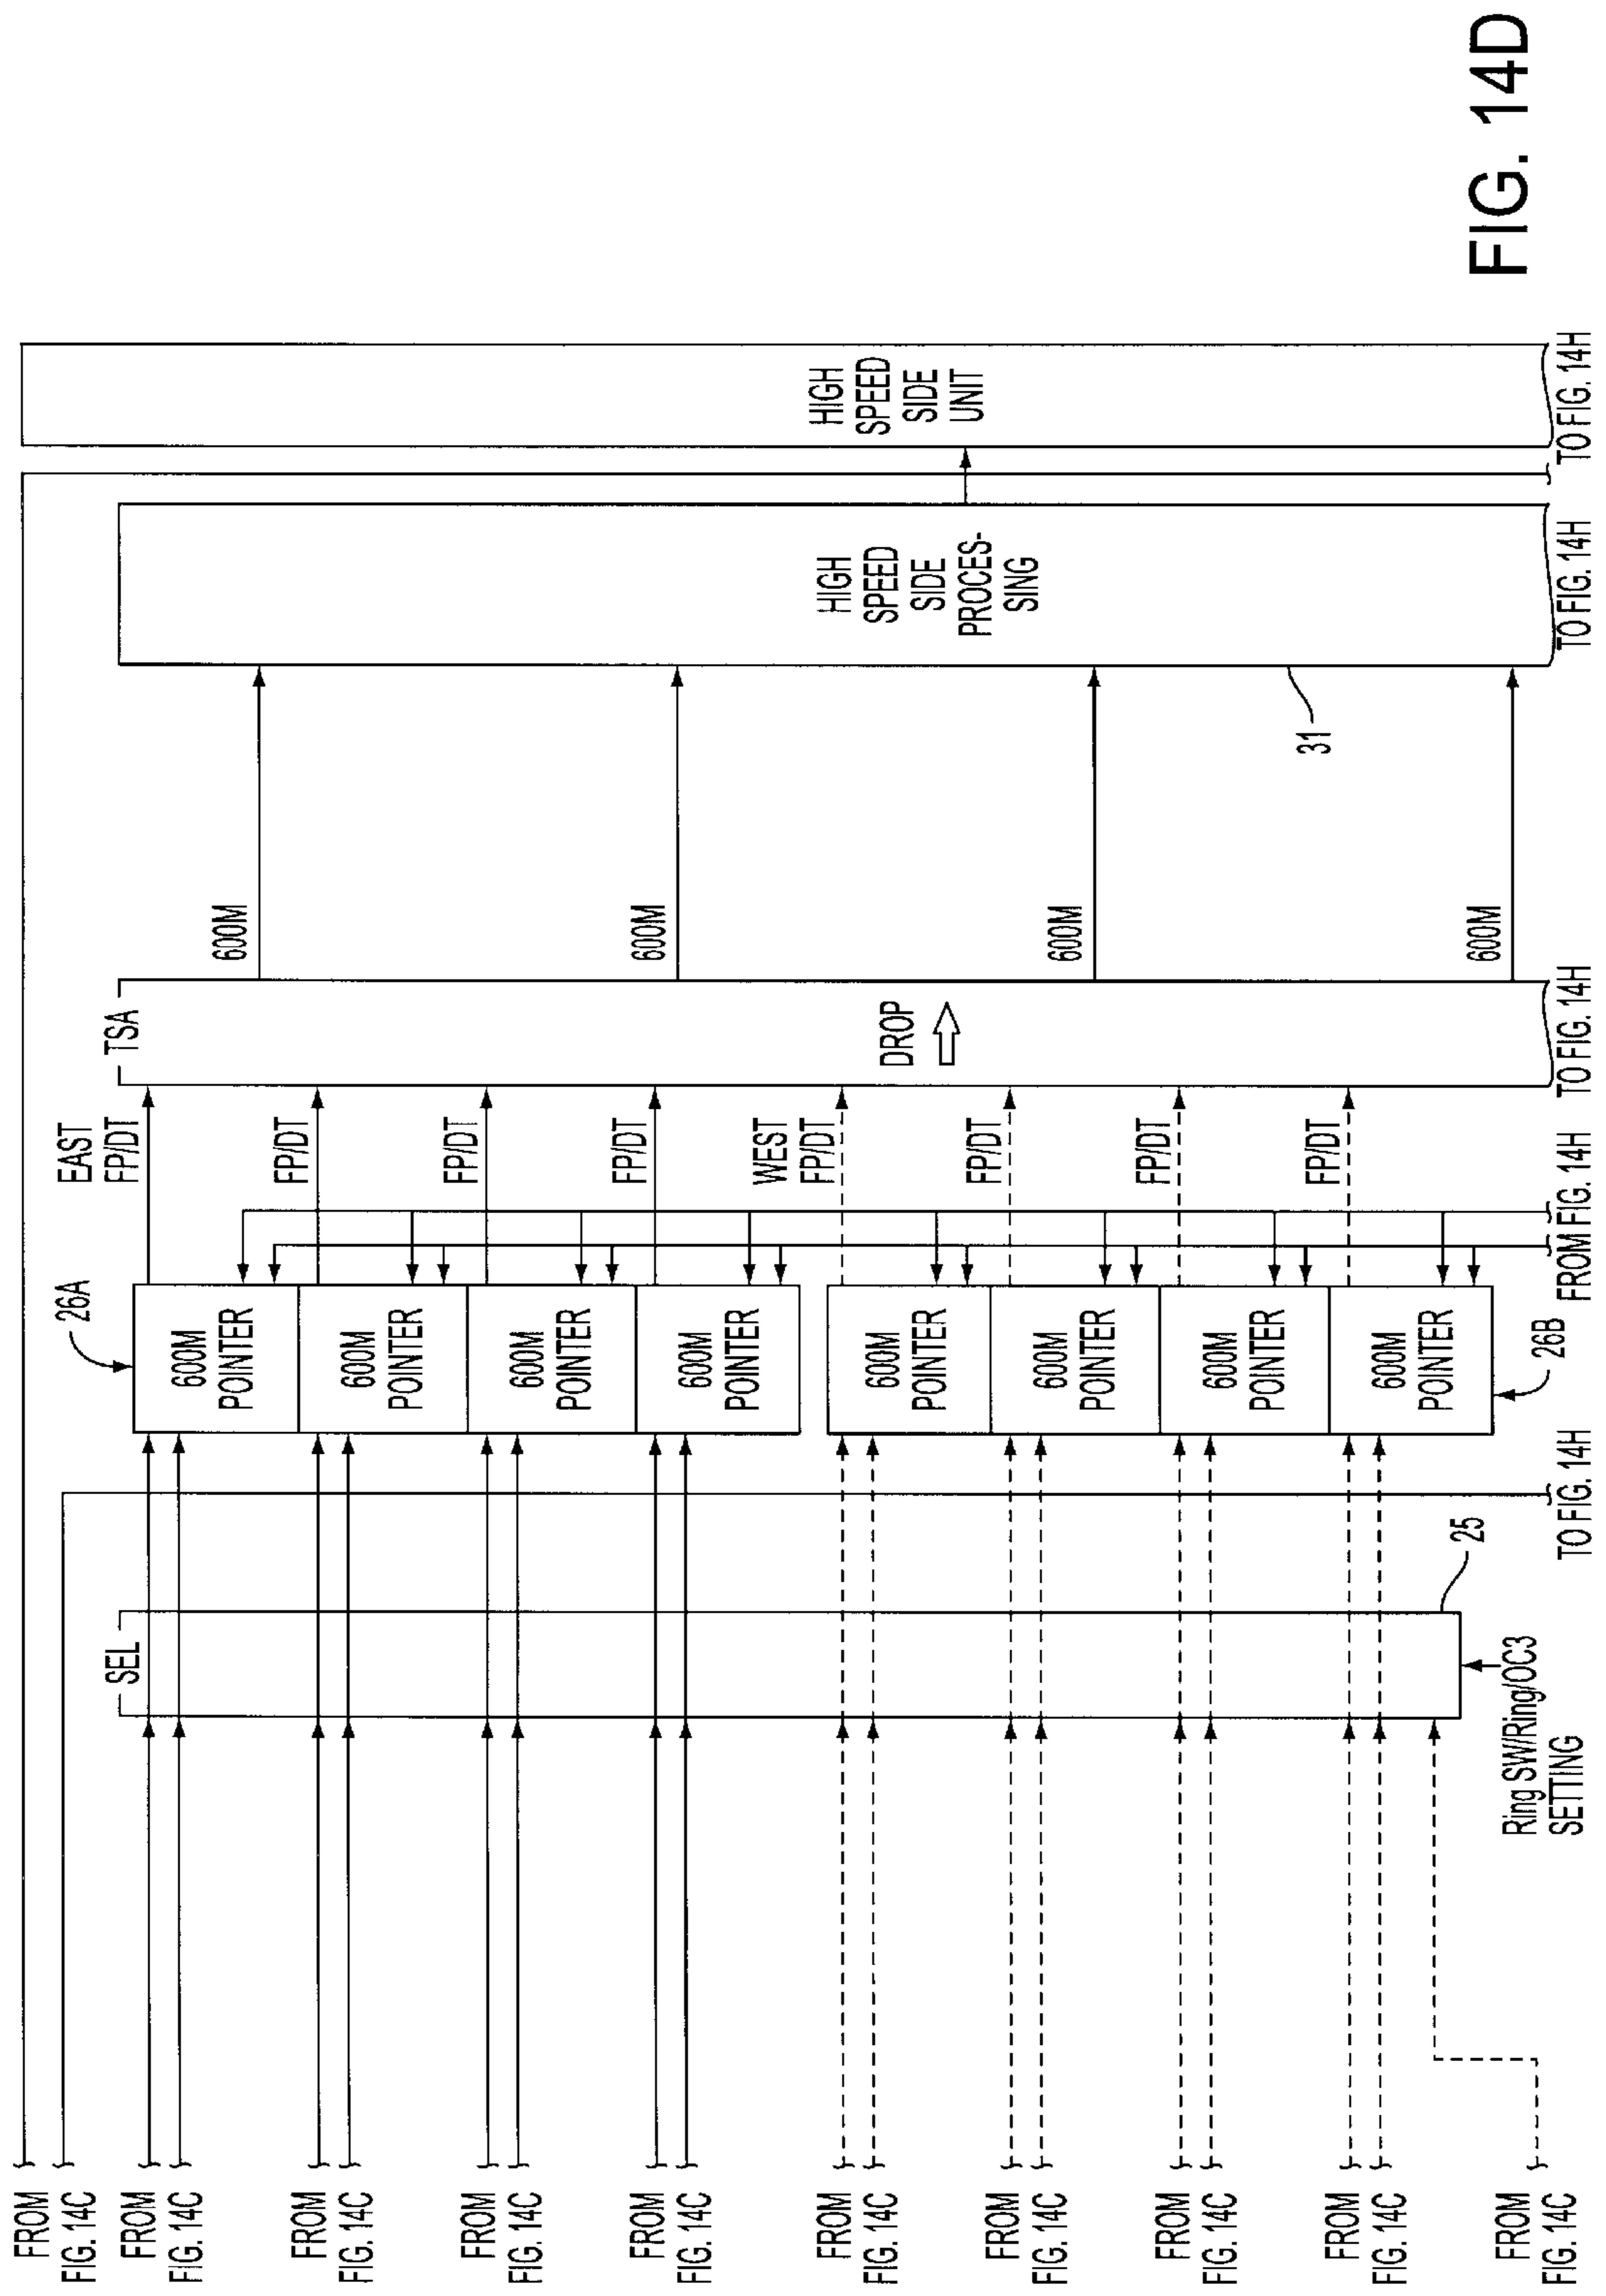 FROM
FIG. 14C
FROM
FIG. 14C
FROM
FIG. 14C
FROM
FIG. 14C
FROM
FIG. 14C
FROM
FIG. 14C
FROM
FIG. 14C
FROM
FIG. 14C
FROM
FIG. 14C
FROM
FIG. 14C
SEL
25
Ring SW/Ring/OC3
SETTING
TO FIG. 14H
26A
600M
POINTER
600M
POINTER
600M
POINTER
600M
POINTER
600M
POINTER
600M
POINTER
600M
POINTER
600M
POINTER
26B
FROM FIG. 14H
EAST
FP/DT
FP/DT
FP/DT
FP/DT
WEST
FP/DT
FP/DT
FP/DT
FP/DT
TSA
DROP
TO FIG. 14H
600M
600M
600M
600M
31
HIGH
SPEED
SIDE
PROCES-
SING
TO FIG. 14H
HIGH
SPEED
SIDE
UNIT
TO FIG. 14H
FIG. 14D